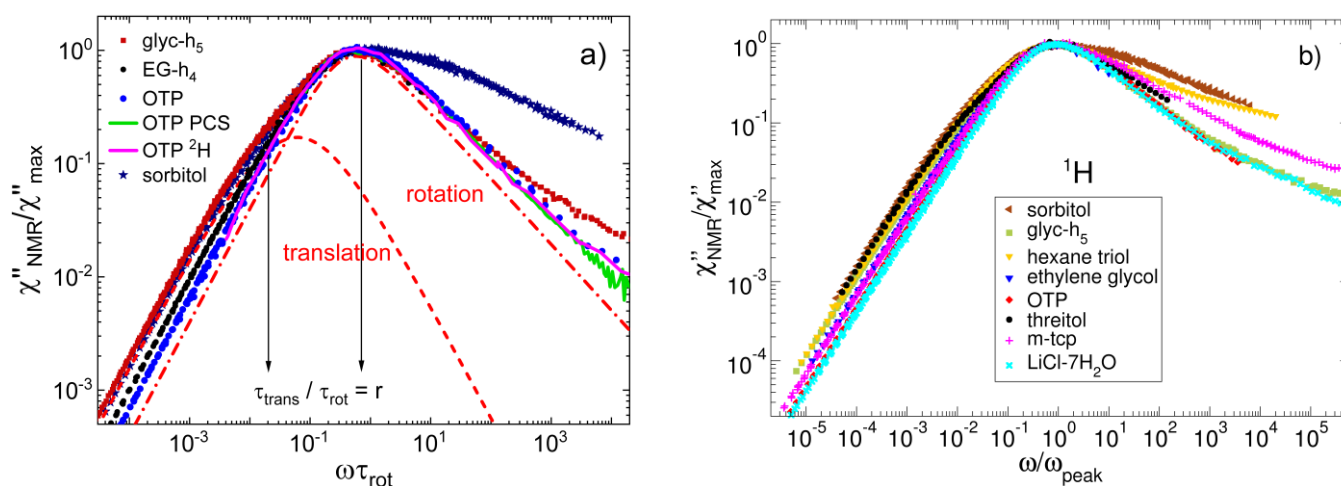 a)
glyc-h₅
EG-h₄
OTP
OTP PCS
OTP ²H
sorbitol
rotation
translation
τtrans / τrot = r
10⁰
10⁻¹
10⁻²
10⁻³
χ''NMR/χ''max
10⁻³ 10⁻¹ 10¹ 10³
ωτrot
b)
¹H
sorbitol
glyc-h₅
hexane triol
ethylene glycol
OTP
threitol
m-tcp
LiCl-7H₂O
10⁰
10⁻¹
10⁻²
10⁻³
10⁻⁴
χ''NMR/χ''max
10⁻⁵ 10⁻⁴ 10⁻³ 10⁻² 10⁻¹ 10⁰ 10¹ 10² 10³ 10⁴ 10⁵
ω/ωpeak